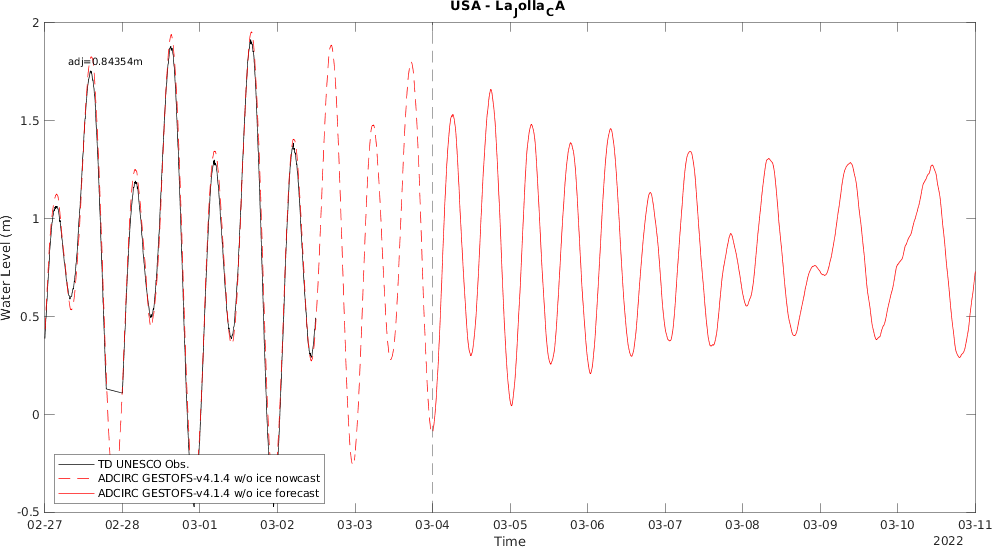 USA - LaJollaCA
2
adj=0.84354m
1.5
1
Water Level (m)
0.5
0
TD UNESCO Obs.
ADCIRC GESTOFS-v4.1.4 w/o ice nowcast
ADCIRC GESTOFS-v4.1.4 w/o ice forecast
-0.5
02-27 02-28 03-01 03-02 03-03 03-04 03-05 03-06 03-07 03-08 03-09 03-10 03-11
Time
2022